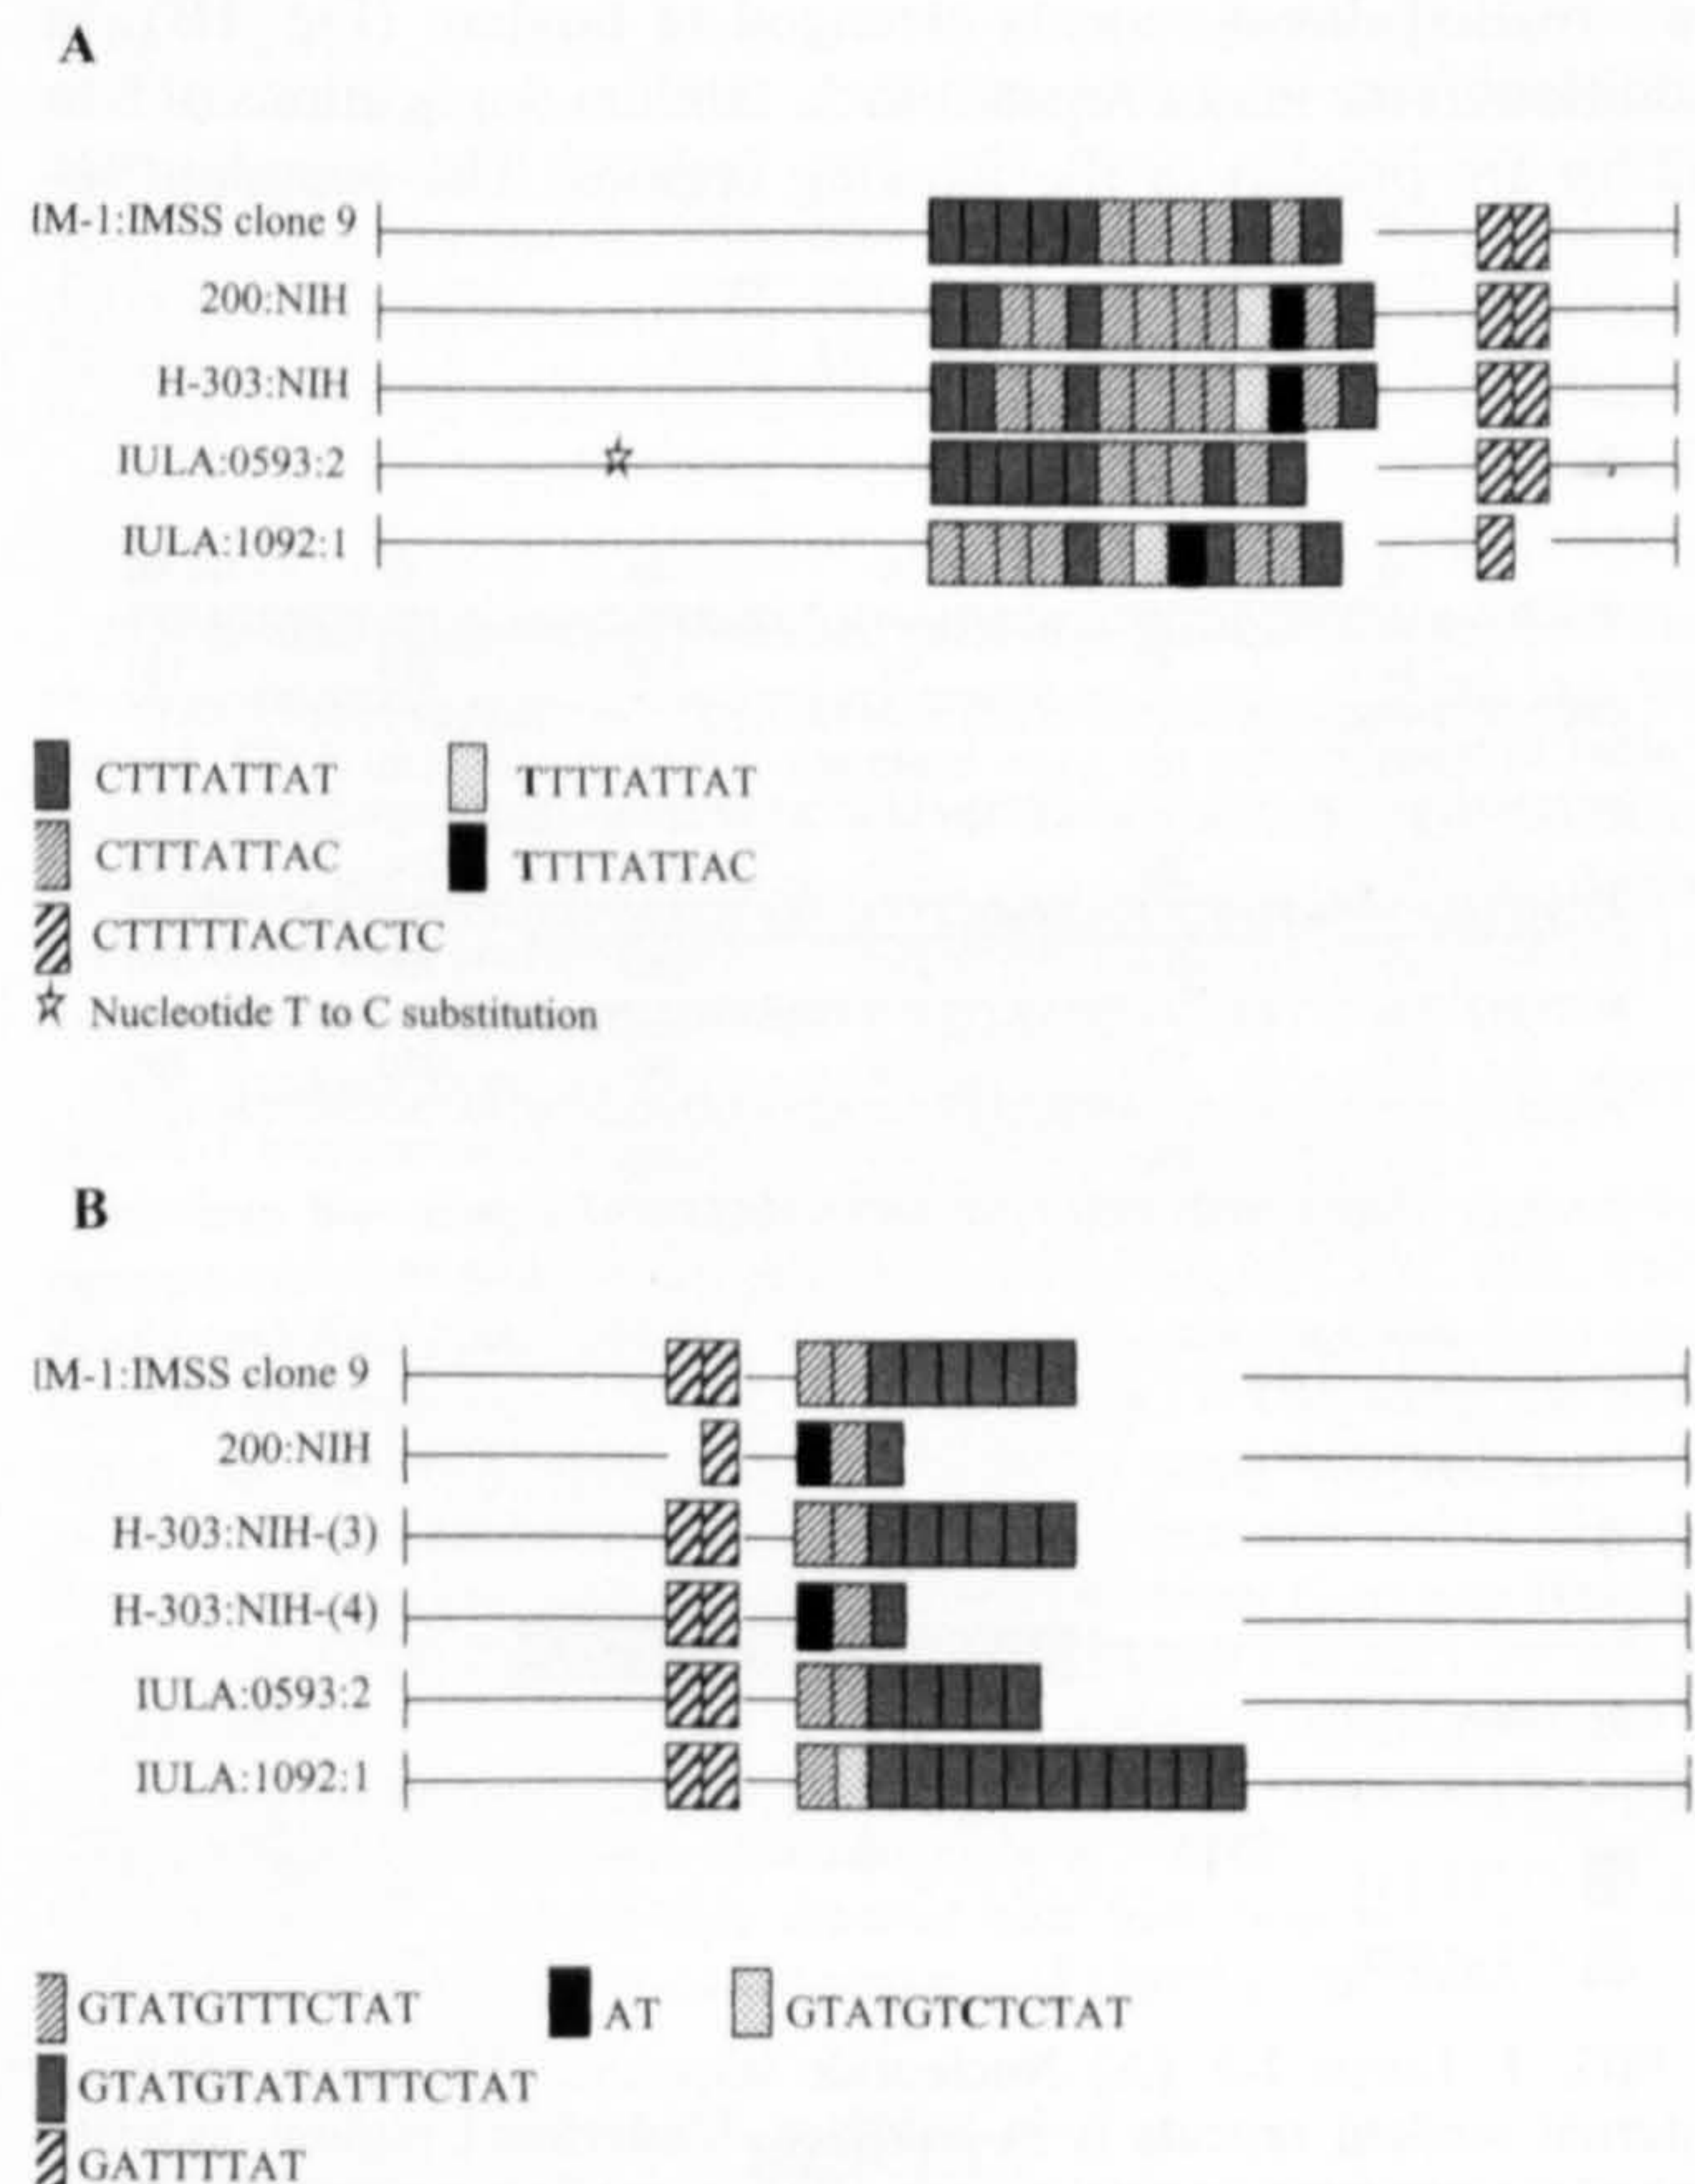 A
HM-1:IMSS clone 9
200:NIH
H-303:NIH
IULA:0593:2
IULA:1092:1
CTTTATTAT
TTTTATTAT
CTTTATTAC
TTTTATTAC
CTTTTTACTACTC
Nucleotide T to C substitution
B
HM-1:IMSS clone 9
200:NIH
H-303:NIH-(3)
H-303:NIH-(4)
IULA:0593:2
IULA:1092:1
GTATGTTTCTAT
AT
GTATGTCTCTAT
GTATGTATATTTCTAT
GATTTTAT